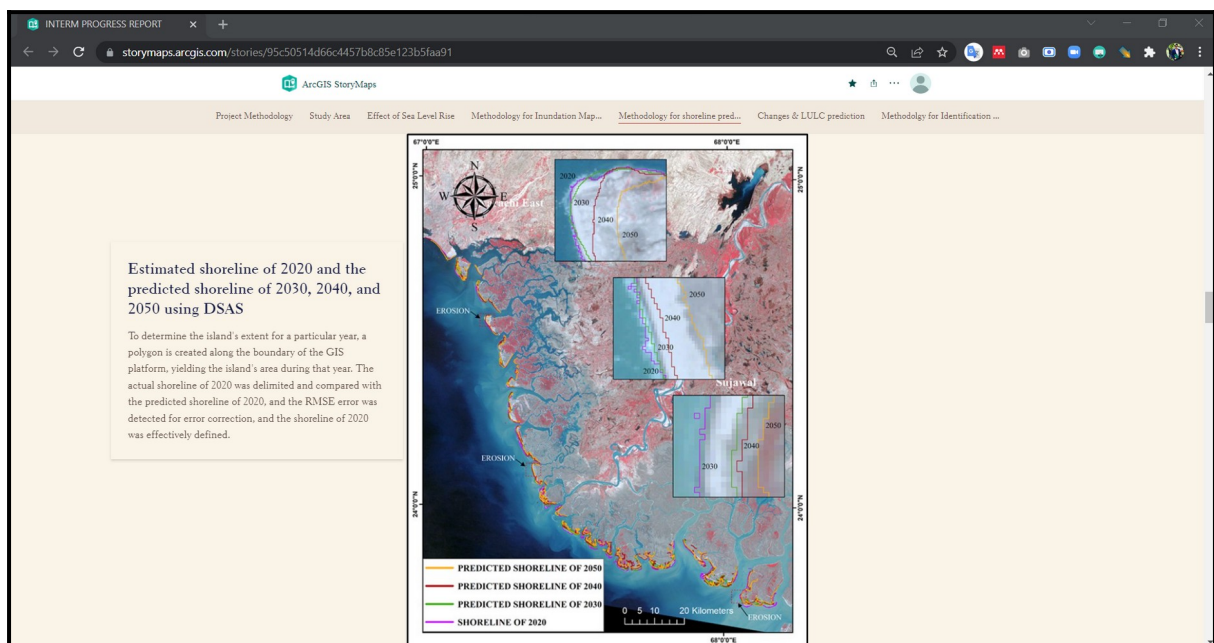 INTERM PROGRESS REPORT
storymaps.arcgis.com/stories/95c50514d66c4457b8c85e123b5faa91
ArcGIS StoryMaps
Project Methodology Study Area Effect of Sea Level Rise Methodology for Inundation Map... Methodology for shoreline pred... Changes & LULC prediction Methodolgy for Identification ...
Estimated shoreline of 2020 and the
predicted shoreline of 2030, 2040, and
2050 using DSAS
To determine the island's extent for a particular year, a
polygon is created along the boundary of the GIS
platform, yielding the island's area during that year. The
actual shoreline of 2020 was delimited and compared with
the predicted shoreline of 2020, and the RMSE error was
detected for error correction, and the shoreline of 2020
was effectively defined.
67°0'0"E 68°0'0"E
25°0'0"N 25°0'0"N
N
W E
S
East
2020
2030
2040
2050
EROSION
2050
2040
2030
2020
Sujawal
2050
2040
2030
EROSION
24°0'0"N 24°0'0"N
PREDICTED SHORELINE OF 2050
PREDICTED SHORELINE OF 2040
PREDICTED SHORELINE OF 2030
SHORELINE OF 2020
0 5 10 20 Kilometers
EROSION
68°0'0"E